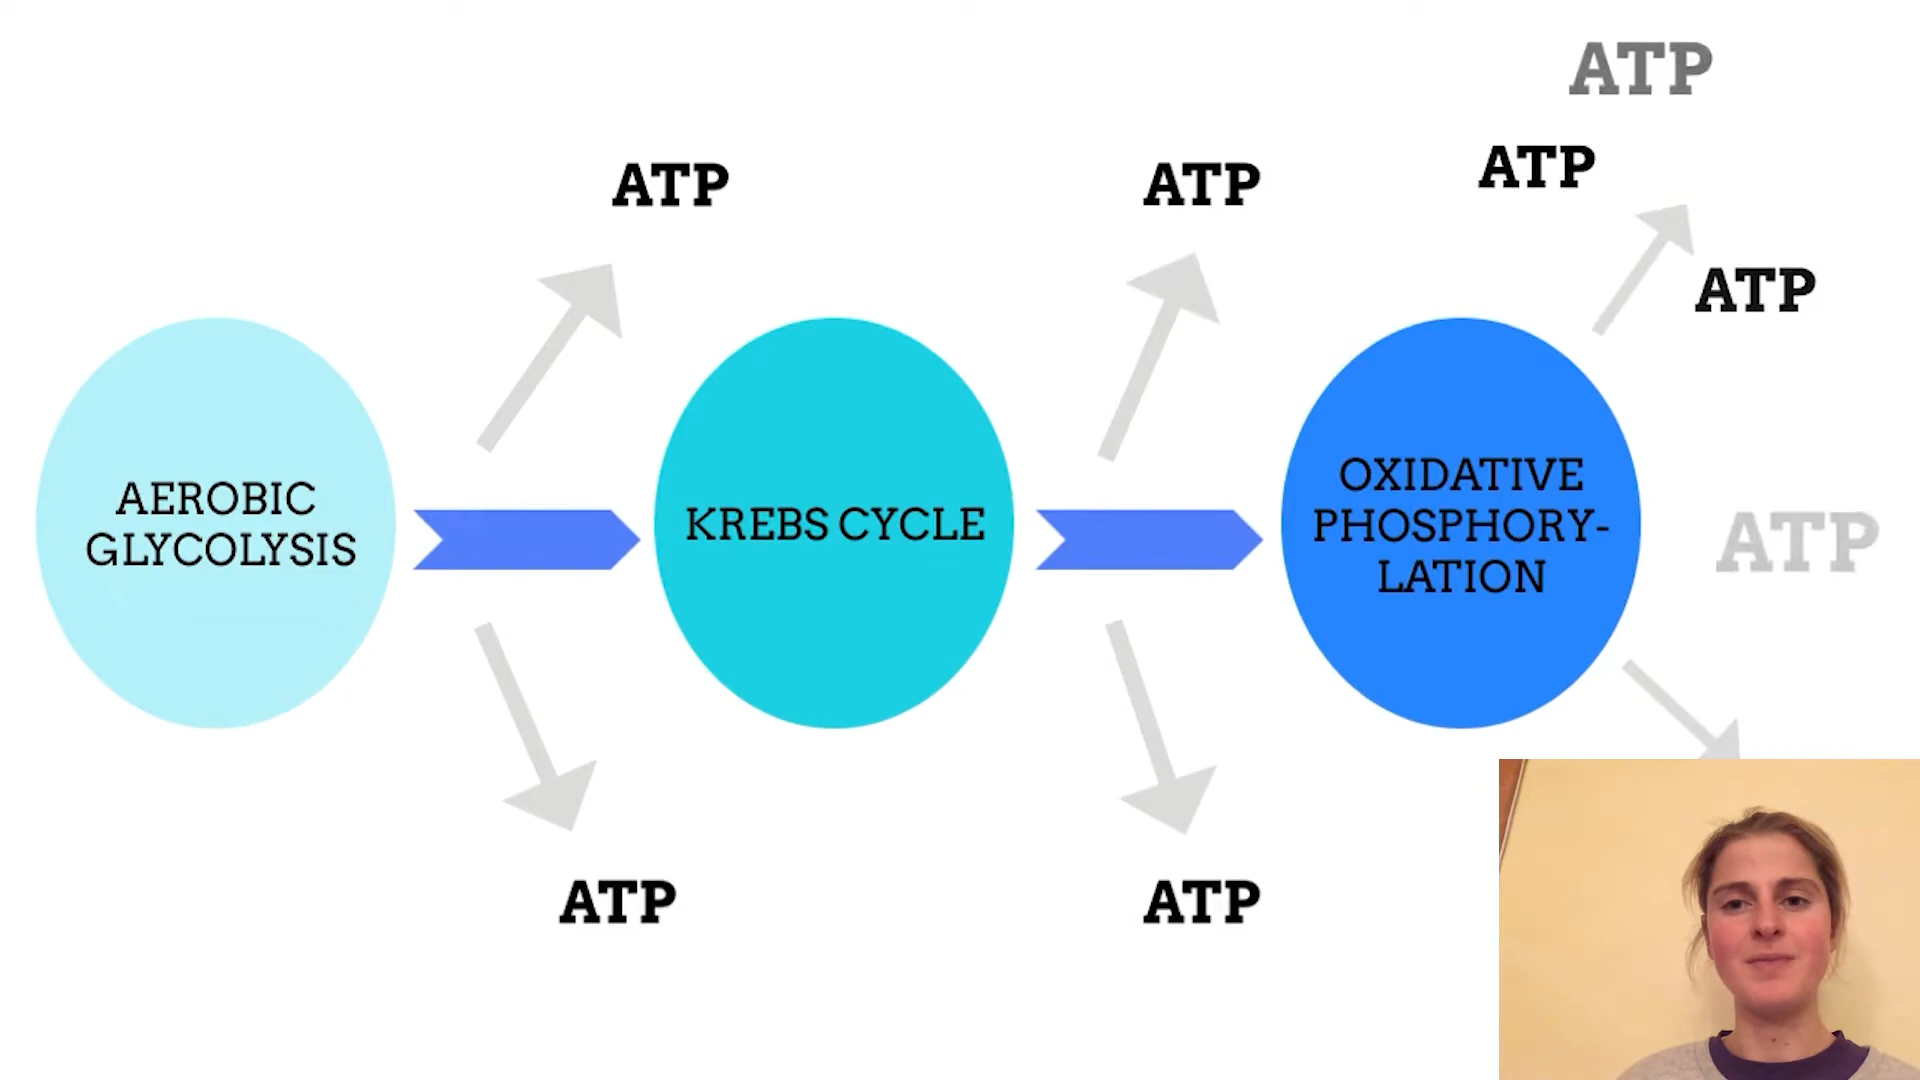 ATP
ATP
ATP
ATP
ATP
AEROBIC
GLYCOLYSIS
KREBS CYCLE
OXIDATIVE
PHOSPHORY-
LATION
ATP
ATP
ATP